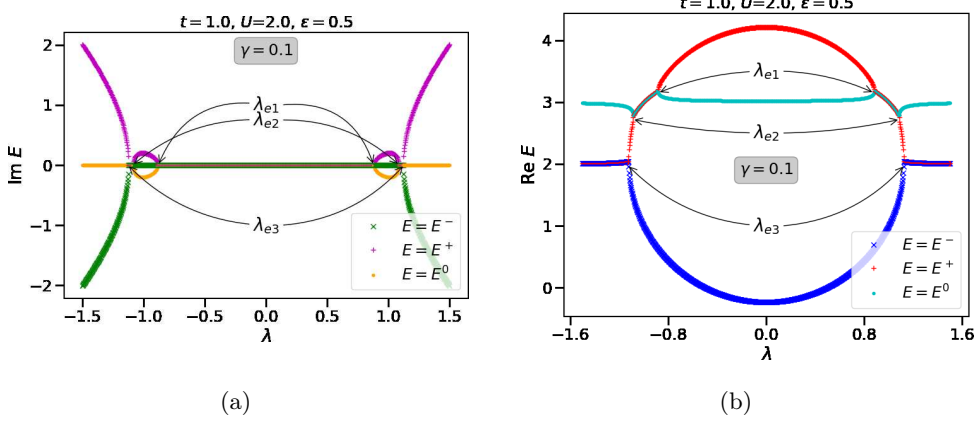 t = 1.0, U=2.0, ε = 0.5
γ = 0.1
Im E
2
1
0
−1
−2
λe1
λe2
λe3
E = E−
E = E+
E = E0
−1.5 −1.0 −0.5 0.0 0.5 1.0 1.5
λ
(a)
t = 1.0, U=2.0, ε = 0.5
Re E
4
3
2
1
0
λe1
λe2
γ = 0.1
λe3
E = E−
E = E+
E = E0
−1.6 −0.8 0.0 0.8 1.6
λ
(b)